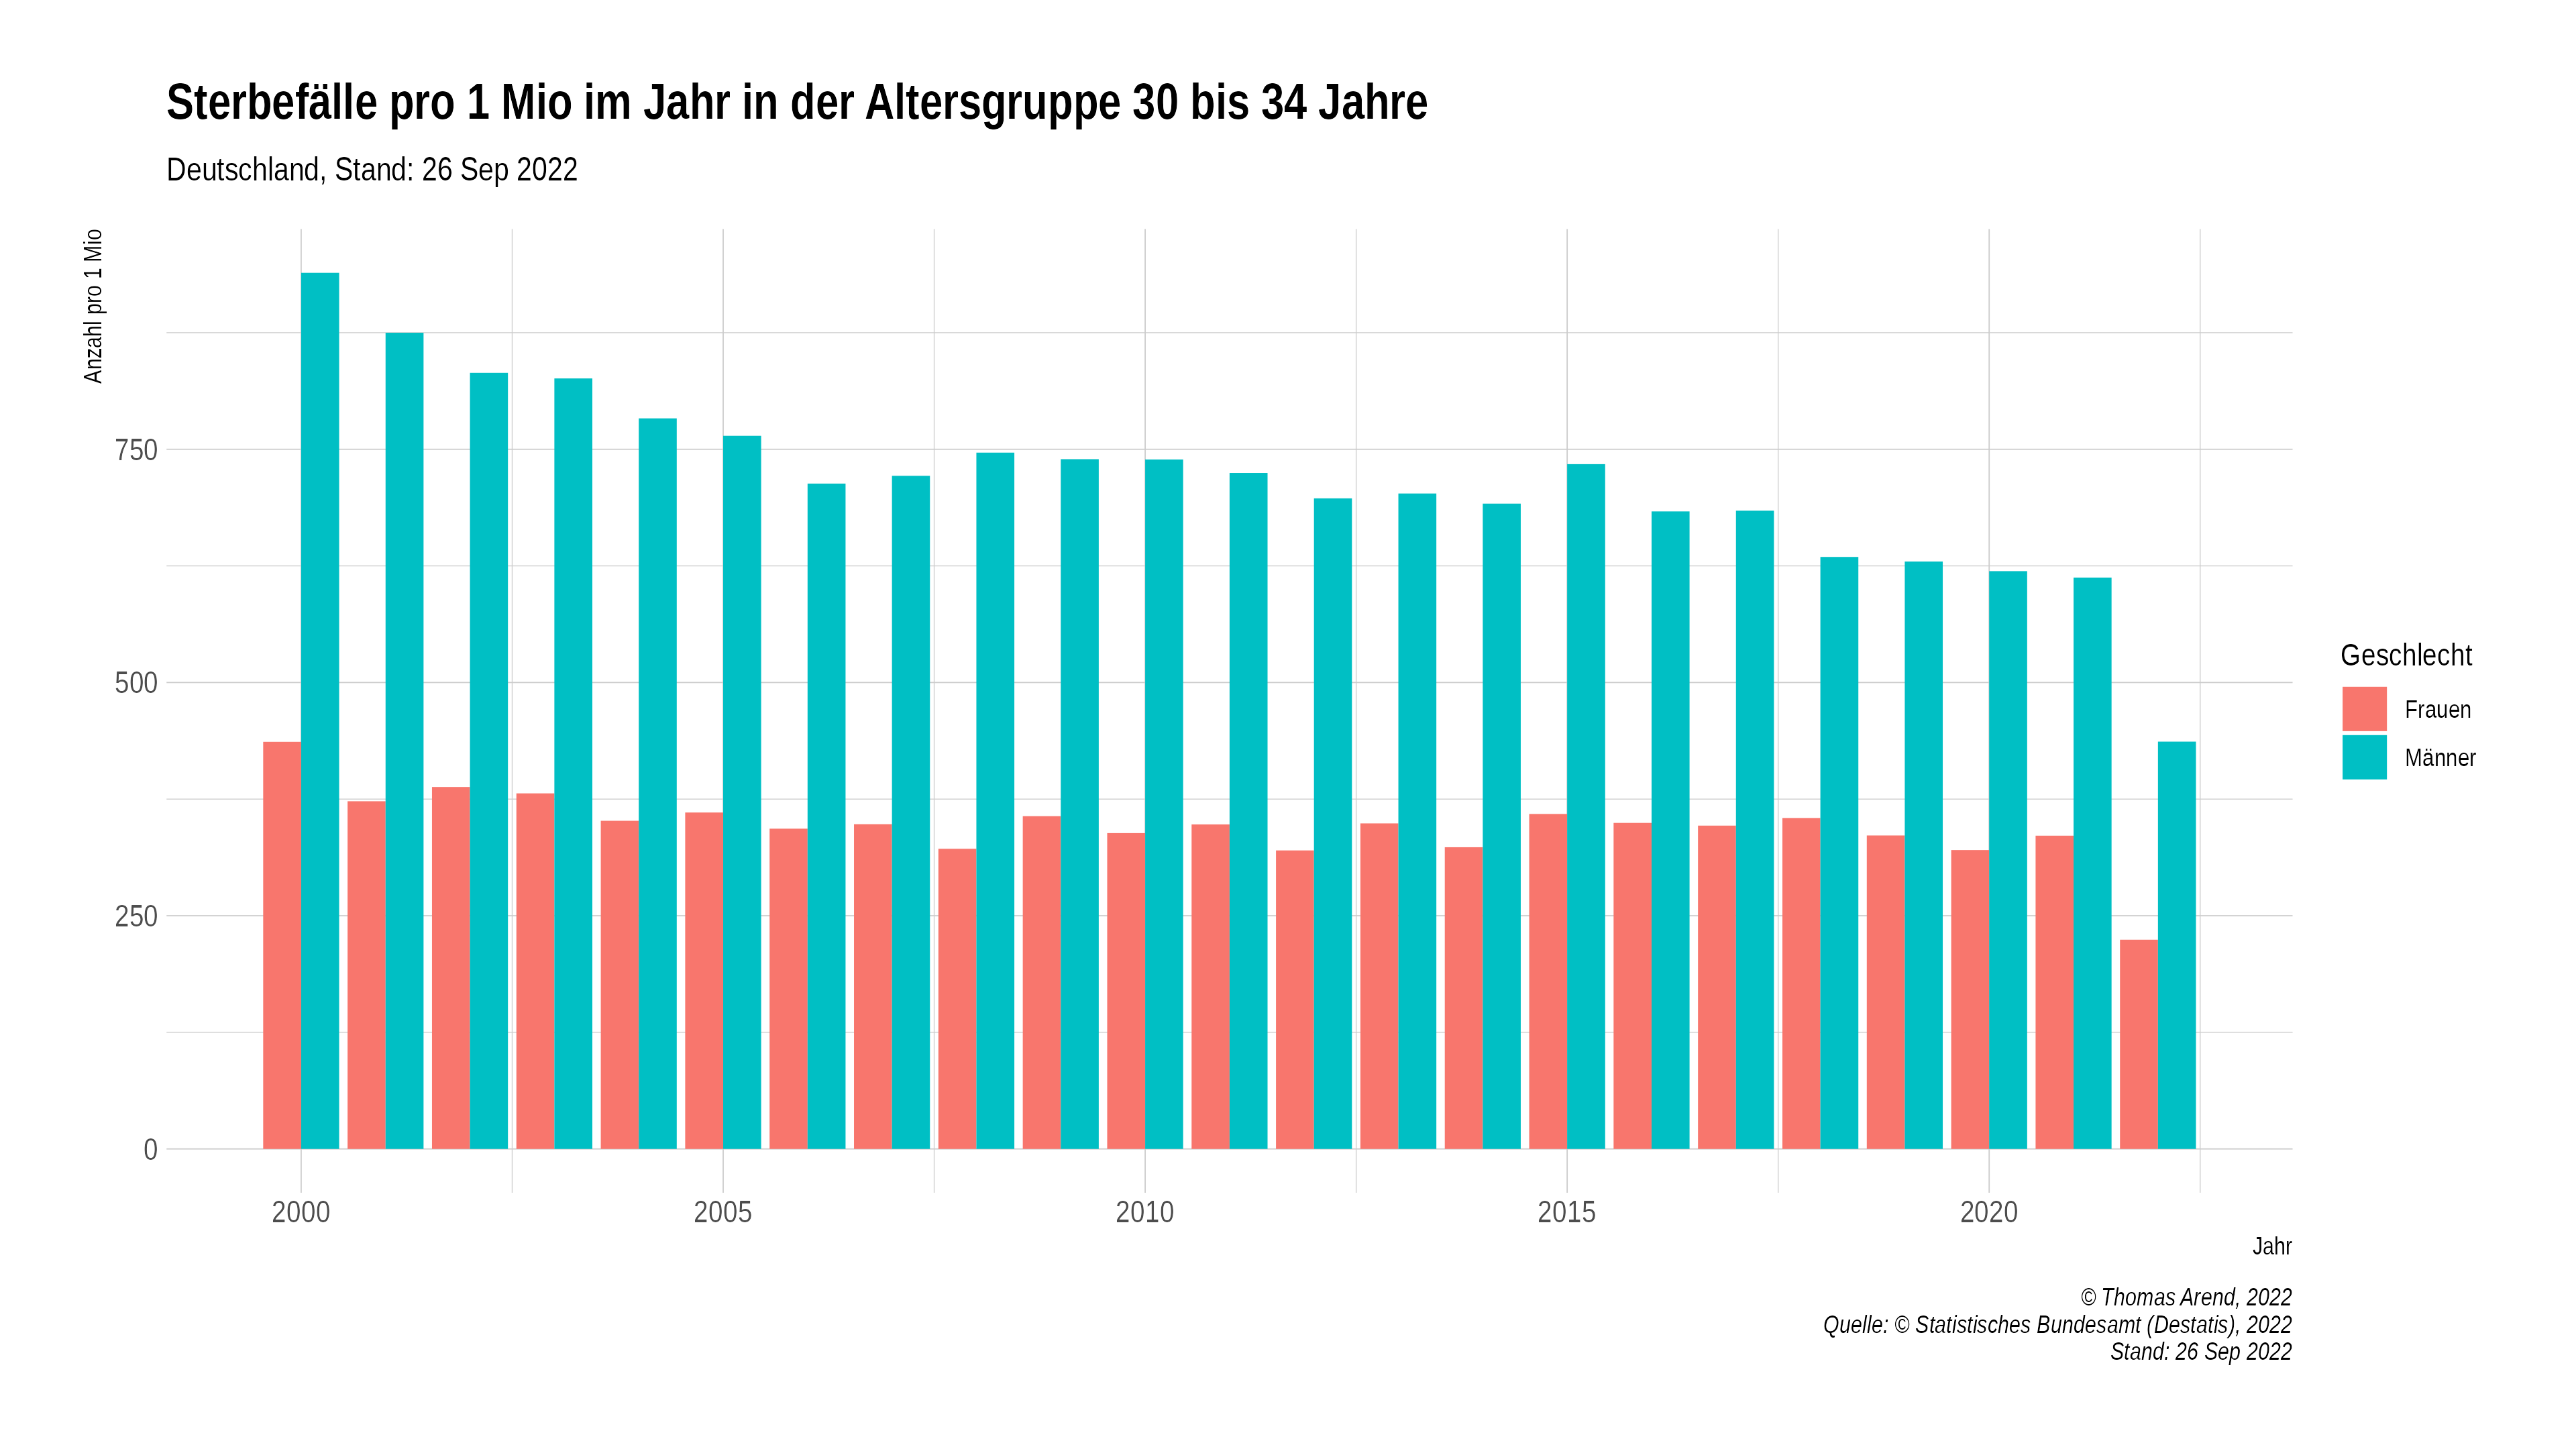 Sterbefälle pro 1 Mio im Jahr in der Altersgruppe 30 bis 34 Jahre
Deutschland, Stand: 26 Sep 2022
Anzahl pro 1 Mio
750
500
250
0
2000
2005
2010
2015
2020
Jahr
Geschlecht
Frauen
Männer
© Thomas Arend, 2022
Quelle: © Statistisches Bundesamt (Destatis), 2022
Stand: 26 Sep 2022